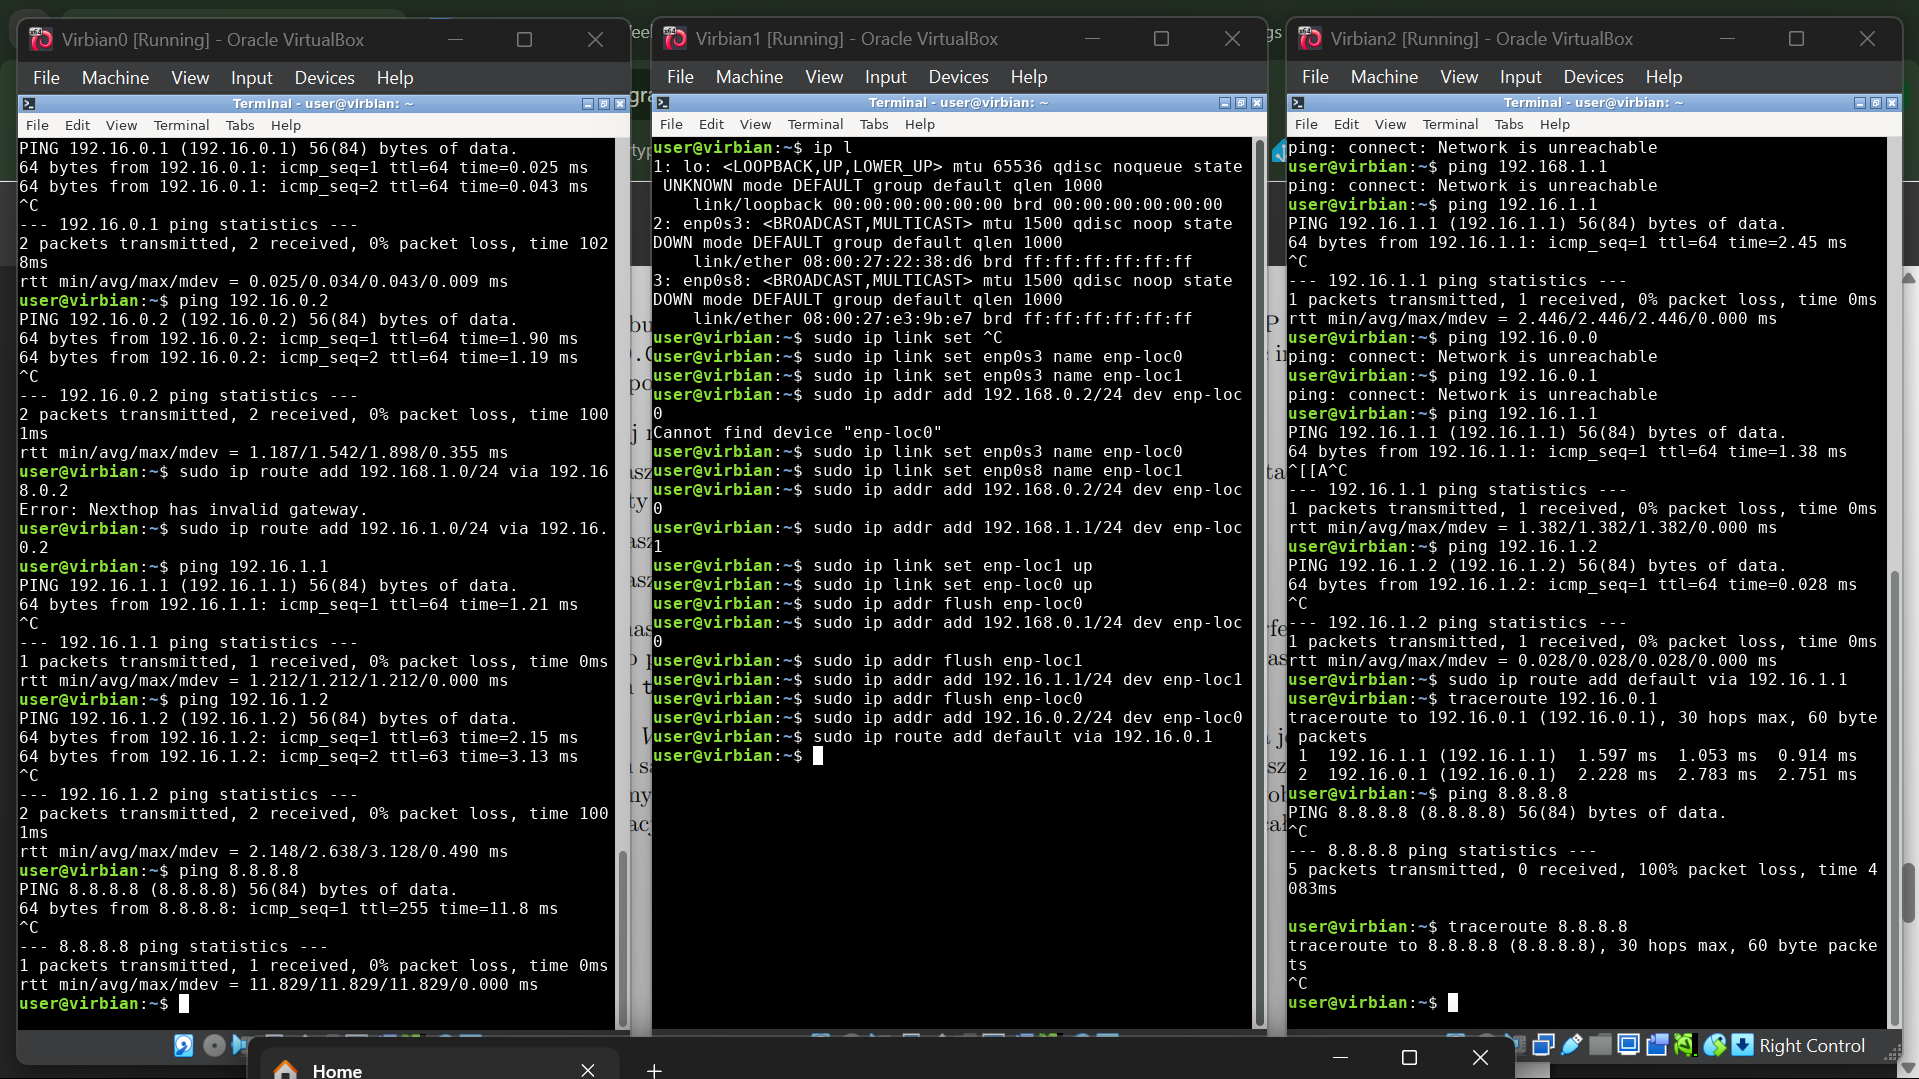 Virbian0 [Running] - Oracle VirtualBox
File Machine View Input Devices Help
Terminal - user@virbian: ~
File Edit View Terminal Tabs Help
PING 192.16.0.1 (192.16.0.1) 56(84) bytes of data.
64 bytes from 192.16.0.1: icmp_seq=1 ttl=64 time=0.025 ms
64 bytes from 192.16.0.1: icmp_seq=2 ttl=64 time=0.043 ms
^C
--- 192.16.0.1 ping statistics ---
2 packets transmitted, 2 received, 0% packet loss, time 102
8ms
rtt min/avg/max/mdev = 0.025/0.034/0.043/0.009 ms
user@virbian:~$ ping 192.16.0.2
PING 192.16.0.2 (192.16.0.2) 56(84) bytes of data.
64 bytes from 192.16.0.2: icmp_seq=1 ttl=64 time=1.90 ms
64 bytes from 192.16.0.2: icmp_seq=2 ttl=64 time=1.19 ms
^C
--- 192.16.0.2 ping statistics ---
2 packets transmitted, 2 received, 0% packet loss, time 100
1ms
rtt min/avg/max/mdev = 1.187/1.542/1.898/0.355 ms
user@virbian:~$ sudo ip route add 192.168.1.0/24 via 192.16
8.0.2
Error: Nexthop has invalid gateway.
user@virbian:~$ sudo ip route add 192.16.1.0/24 via 192.16.
0.2
user@virbian:~$ ping 192.16.1.1
PING 192.16.1.1 (192.16.1.1) 56(84) bytes of data.
64 bytes from 192.16.1.1: icmp_seq=1 ttl=64 time=1.21 ms
^C
--- 192.16.1.1 ping statistics ---
1 packets transmitted, 1 received, 0% packet loss, time 0ms
rtt min/avg/max/mdev = 1.212/1.212/1.212/0.000 ms
user@virbian:~$ ping 192.16.1.2
PING 192.16.1.2 (192.16.1.2) 56(84) bytes of data.
64 bytes from 192.16.1.2: icmp_seq=1 ttl=63 time=2.15 ms
64 bytes from 192.16.1.2: icmp_seq=2 ttl=63 time=3.13 ms
^C
--- 192.16.1.2 ping statistics ---
2 packets transmitted, 2 received, 0% packet loss, time 100
1ms
rtt min/avg/max/mdev = 2.148/2.638/3.128/0.490 ms
user@virbian:~$ ping 8.8.8.8
PING 8.8.8.8 (8.8.8.8) 56(84) bytes of data.
64 bytes from 8.8.8.8: icmp_seq=1 ttl=255 time=11.8 ms
^C
--- 8.8.8.8 ping statistics ---
1 packets transmitted, 1 received, 0% packet loss, time 0ms
rtt min/avg/max/mdev = 11.829/11.829/11.829/0.000 ms
user@virbian:~$
Virbian1 [Running] - Oracle VirtualBox
File Machine View Input Devices Help
Terminal - user@virbian: ~
File Edit View Terminal Tabs Help
user@virbian:~$ ip l
1: lo: <LOOPBACK,UP,LOWER_UP> mtu 65536 qdisc noqueue state
UNKNOWN mode DEFAULT group default qlen 1000
link/loopback 00:00:00:00:00:00 brd 00:00:00:00:00:00
2: enp0s3: <BROADCAST,MULTICAST> mtu 1500 qdisc noop state
DOWN mode DEFAULT group default qlen 1000
link/ether 08:00:27:22:38:d6 brd ff:ff:ff:ff:ff:ff
3: enp0s8: <BROADCAST,MULTICAST> mtu 1500 qdisc noop state
DOWN mode DEFAULT group default qlen 1000
link/ether 08:00:27:e3:9b:e7 brd ff:ff:ff:ff:ff:ff
user@virbian:~$ sudo ip link set ^C
user@virbian:~$ sudo ip link set enp0s3 name enp-loc0
user@virbian:~$ sudo ip link set enp0s3 name enp-loc1
user@virbian:~$ sudo ip addr add 192.168.0.2/24 dev enp-loc
0
Cannot find device "enp-loc0"
user@virbian:~$ sudo ip link set enp0s3 name enp-loc0
user@virbian:~$ sudo ip link set enp0s8 name enp-loc1
user@virbian:~$ sudo ip addr add 192.168.0.2/24 dev enp-loc
0
user@virbian:~$ sudo ip addr add 192.168.1.1/24 dev enp-loc
1
user@virbian:~$ sudo ip link set enp-loc1 up
user@virbian:~$ sudo ip link set enp-loc0 up
user@virbian:~$ sudo ip addr flush enp-loc0
user@virbian:~$ sudo ip addr add 192.168.0.1/24 dev enp-loc
0
user@virbian:~$ sudo ip addr flush enp-loc1
user@virbian:~$ sudo ip addr add 192.16.1.1/24 dev enp-loc1
user@virbian:~$ sudo ip addr flush enp-loc0
user@virbian:~$ sudo ip addr add 192.16.0.2/24 dev enp-loc0
user@virbian:~$ sudo ip route add default via 192.16.0.1
user@virbian:~$
Virbian2 [Running] - Oracle VirtualBox
File Machine View Input Devices Help
Terminal - user@virbian: ~
File Edit View Terminal Tabs Help
ping: connect: Network is unreachable
user@virbian:~$ ping 192.168.1.1
ping: connect: Network is unreachable
user@virbian:~$ ping 192.16.1.1
PING 192.16.1.1 (192.16.1.1) 56(84) bytes of data.
64 bytes from 192.16.1.1: icmp_seq=1 ttl=64 time=2.45 ms
^C
--- 192.16.1.1 ping statistics ---
1 packets transmitted, 1 received, 0% packet loss, time 0ms
rtt min/avg/max/mdev = 2.446/2.446/2.446/0.000 ms
user@virbian:~$ ping 192.16.0.0
ping: connect: Network is unreachable
user@virbian:~$ ping 192.16.0.1
ping: connect: Network is unreachable
user@virbian:~$ ping 192.16.1.1
PING 192.16.1.1 (192.16.1.1) 56(84) bytes of data.
64 bytes from 192.16.1.1: icmp_seq=1 ttl=64 time=1.38 ms
^[[A^C
--- 192.16.1.1 ping statistics ---
1 packets transmitted, 1 received, 0% packet loss, time 0ms
rtt min/avg/max/mdev = 1.382/1.382/1.382/0.000 ms
user@virbian:~$ ping 192.16.1.2
PING 192.16.1.2 (192.16.1.2) 56(84) bytes of data.
64 bytes from 192.16.1.2: icmp_seq=1 ttl=64 time=0.028 ms
^C
--- 192.16.1.2 ping statistics ---
1 packets transmitted, 1 received, 0% packet loss, time 0ms
rtt min/avg/max/mdev = 0.028/0.028/0.028/0.000 ms
user@virbian:~$ sudo ip route add default via 192.16.1.1
user@virbian:~$ traceroute 192.16.0.1
traceroute to 192.16.0.1 (192.16.0.1), 30 hops max, 60 byte
packets
1 192.16.1.1 (192.16.1.1) 1.597 ms 1.053 ms 0.914 ms
2 192.16.0.1 (192.16.0.1) 2.228 ms 2.783 ms 2.751 ms
user@virbian:~$ ping 8.8.8.8
PING 8.8.8.8 (8.8.8.8) 56(84) bytes of data.
^C
--- 8.8.8.8 ping statistics ---
5 packets transmitted, 0 received, 100% packet loss, time 4
083ms
user@virbian:~$ traceroute 8.8.8.8
traceroute to 8.8.8.8 (8.8.8.8), 30 hops max, 60 byte packe
ts
^C
user@virbian:~$
Right Control
Home